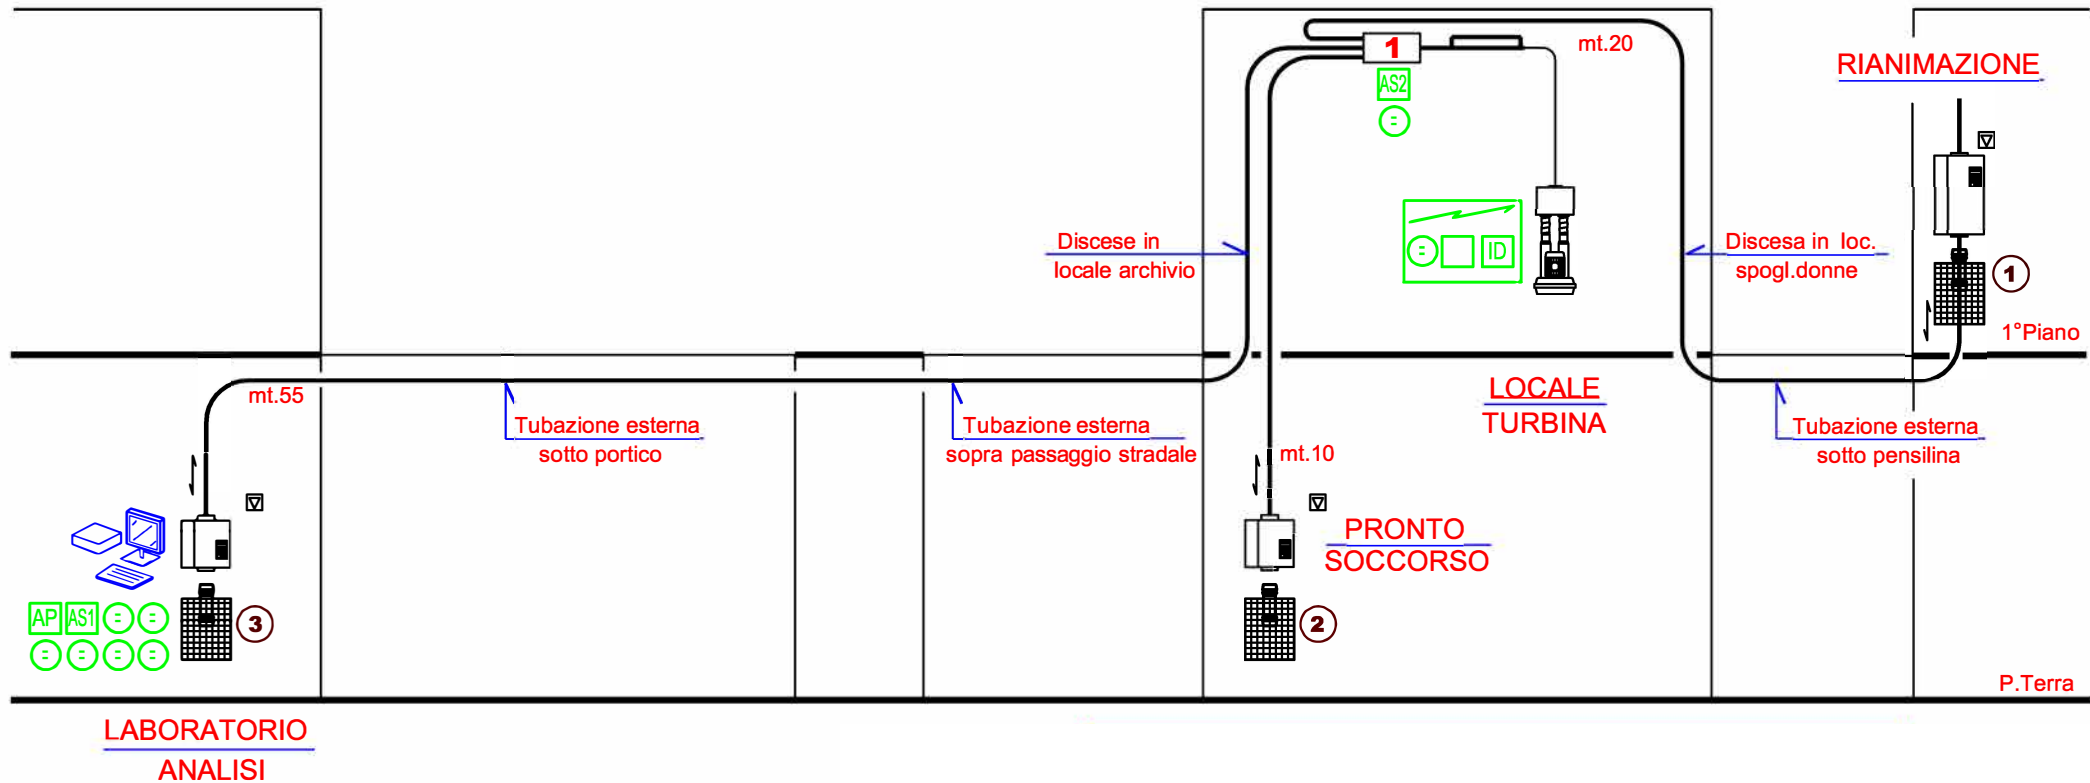 1
mt.20
RIANIMAZIONE
AS2
Discese in
locale archivio
ID
Discesa in loc.
spogl.donne
1
1°Piano
mt.55
LOCALE
TURBINA
Tubazione esterna
sotto portico
Tubazione esterna
sopra passaggio stradale
mt.10
Tubazione esterna
sotto pensilina
PRONTO
SOCCORSO
AP AS1
3
2
P.Terra
LABORATORIO
ANALISI